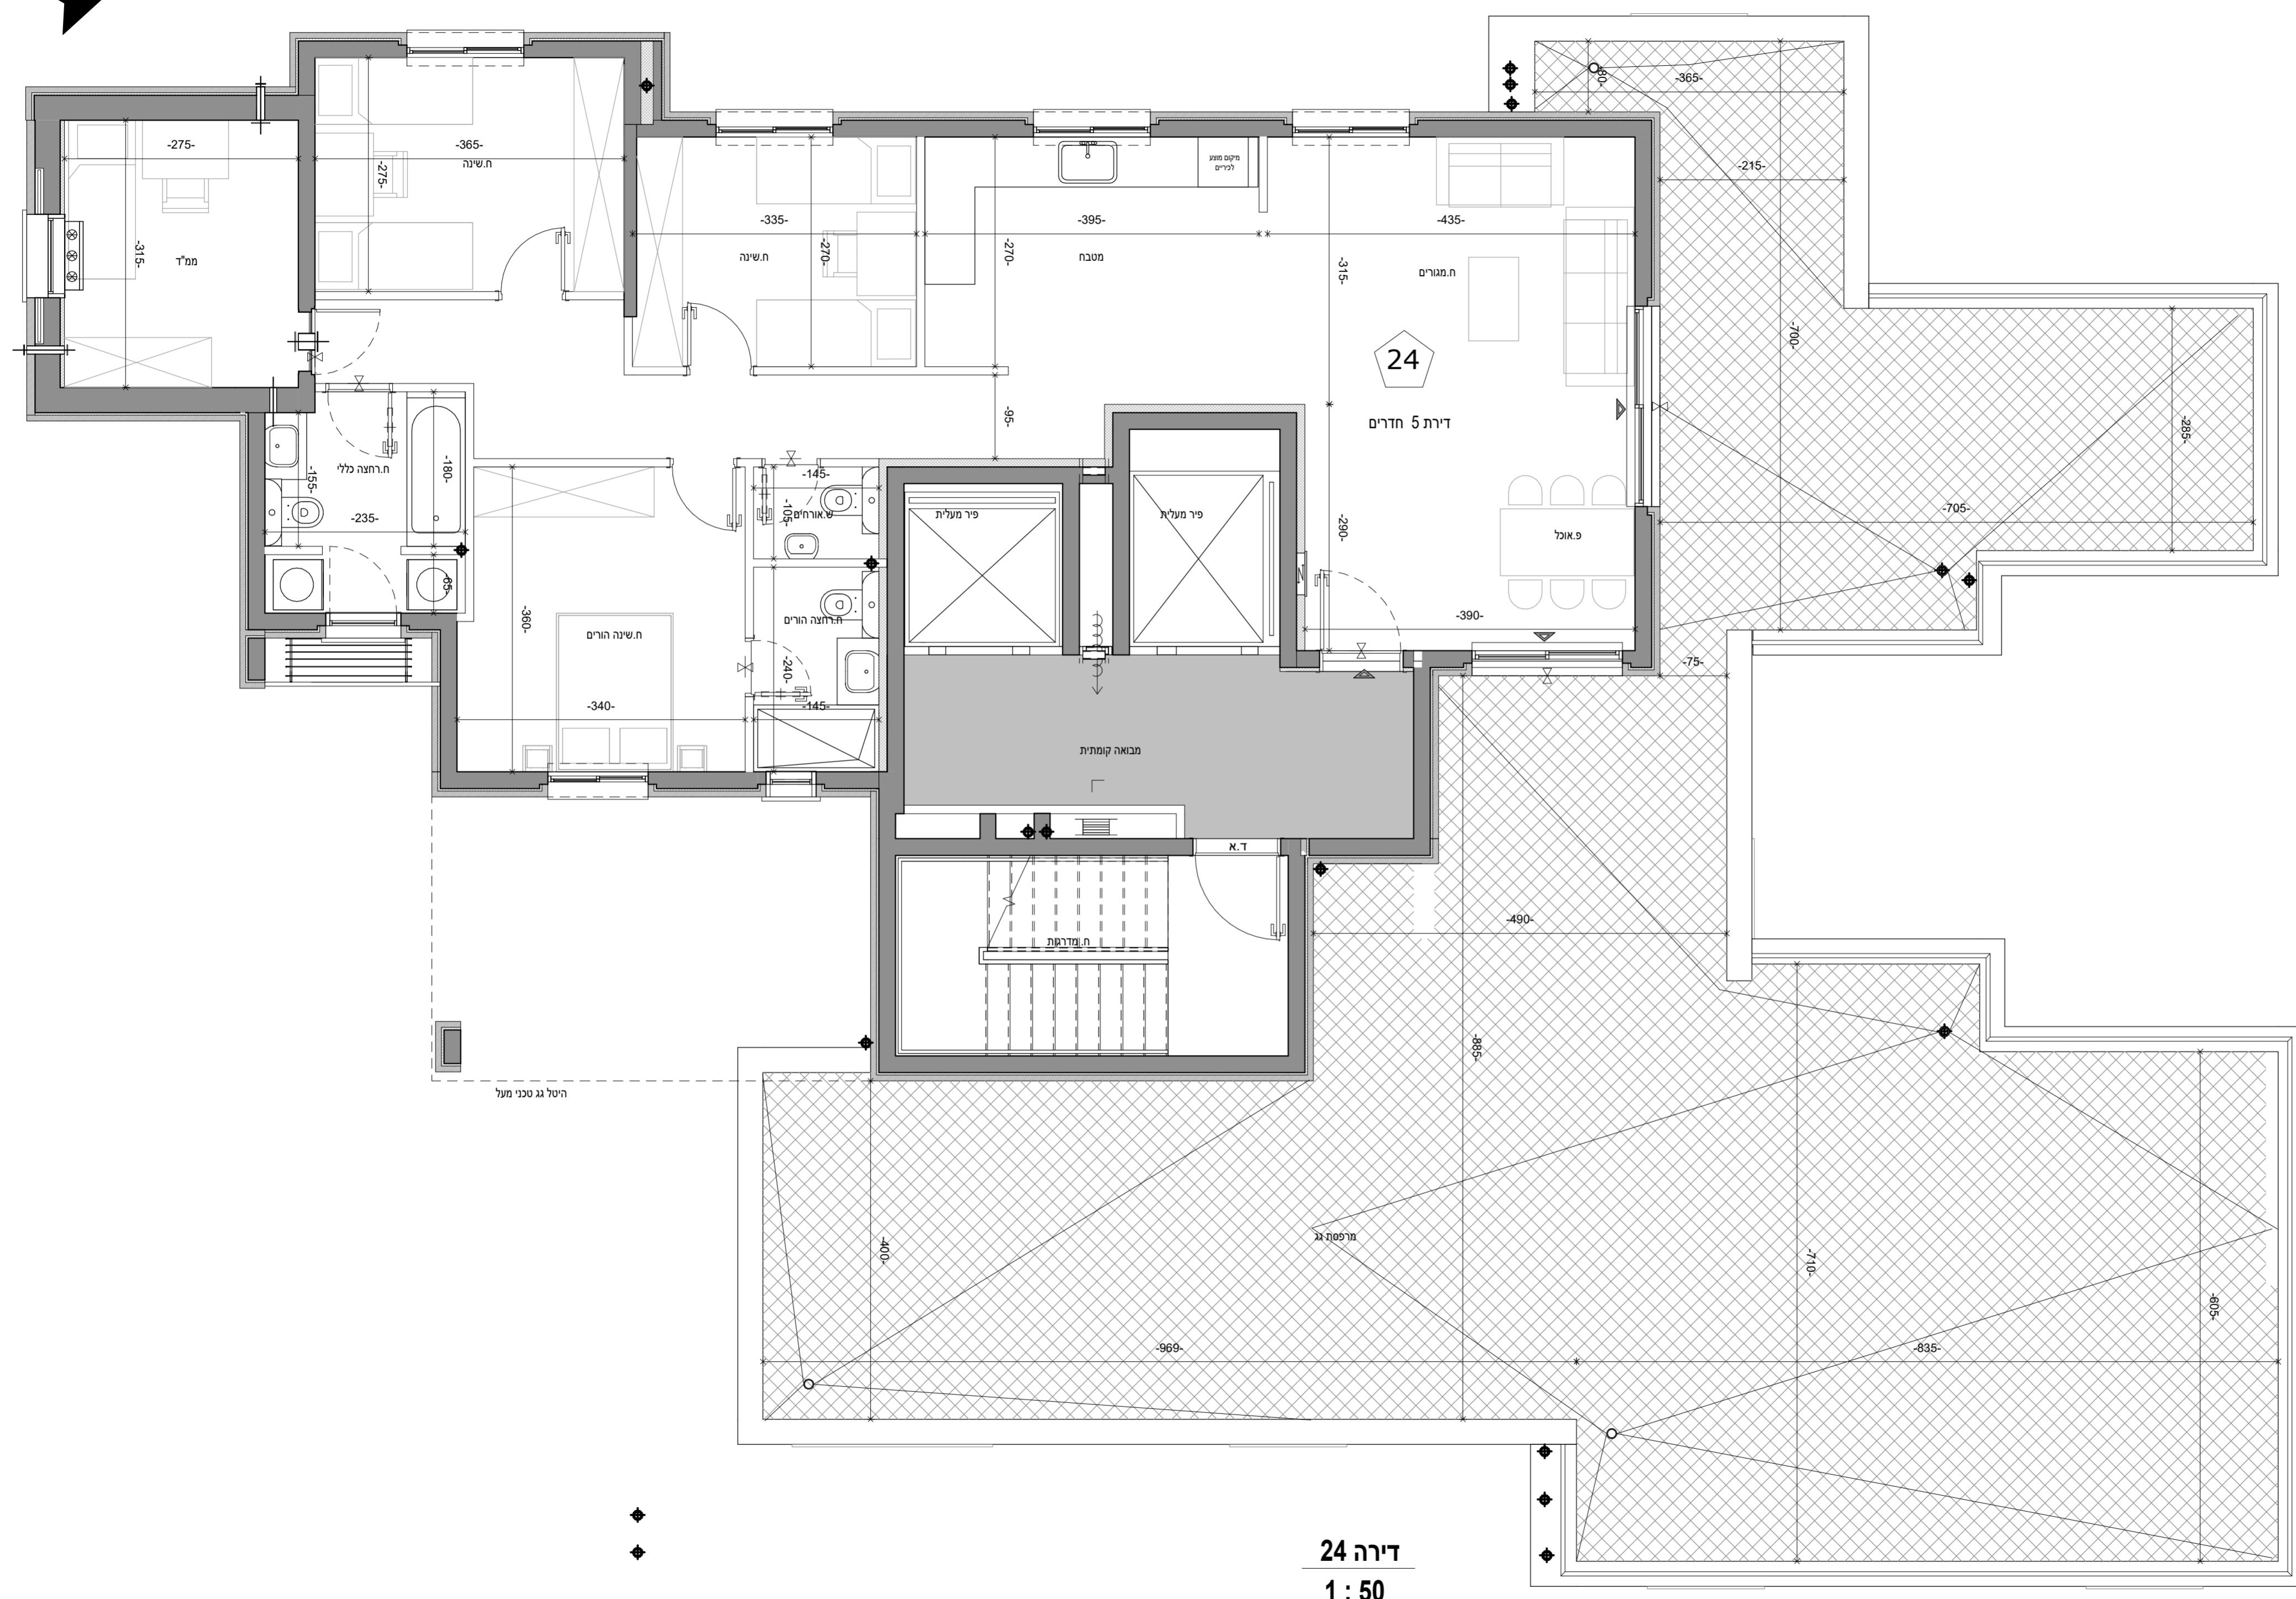 -80-
-365-
-275-
-365-
ח.שינה
-275-
-315-
ממ"ד
-335-
-270-
ח.שינה
מיקום מוצע
לכיריים
-395-
-270-
מטבח
-435-
-315-
ח.מגורים
-215-
-700-
-285-
-705-
24
דירת 5 חדרים
-95-
-180-
-155-
ח.רחצה כללי
-235-
-65-
-145-
-105-
ש.אורחים
פיר מעלית
פיר מעלית
-290-
פ.אוכל
-390-
-75-
-360-
ח.שינה הורים
ח.רחצה הורים
-240-
-340-
-145-
מבואה קומתית
ד.א
ח.מדרגות
-490-
-885-
היטל גג טכני מעל
-400-
מרפסת גג
-710-
-605-
-969-
-835-
דירה 24
1 : 50